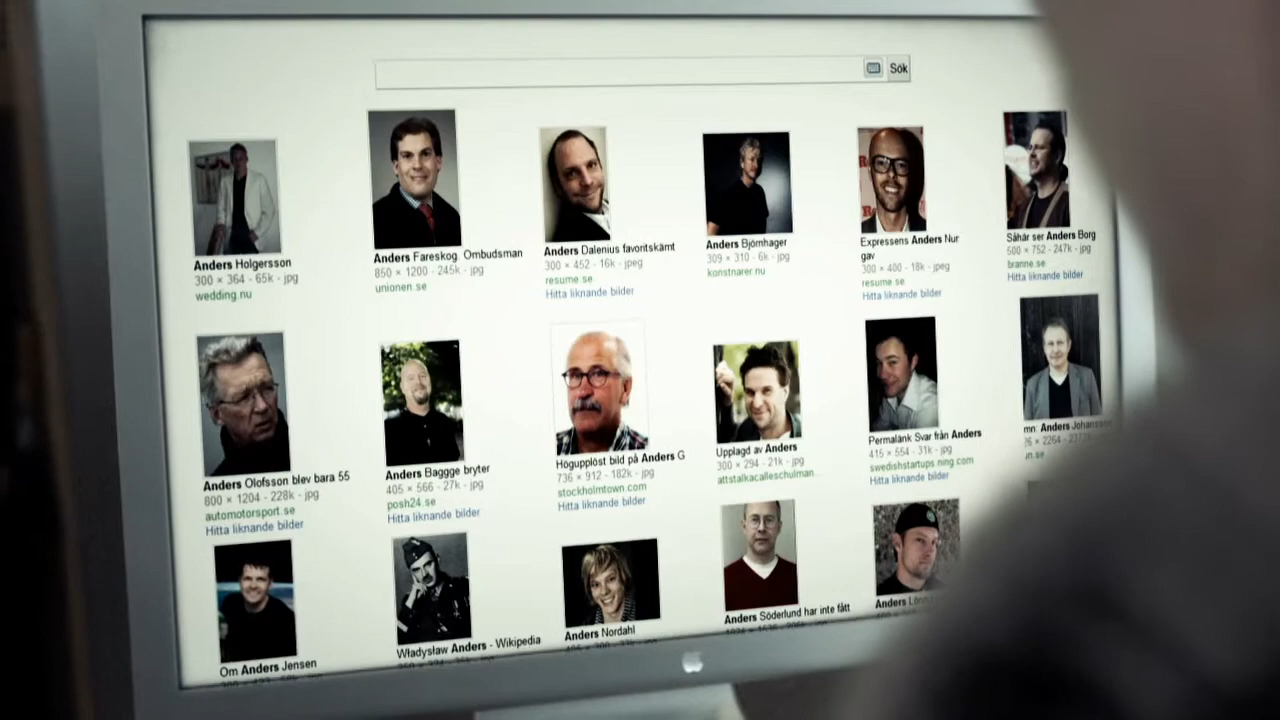 Sök
Anders Holgersson
300 × 364 - 65k - jpg
wedding.nu
Anders Fareskog. Ombudsman
850 × 1200 - 245k - jpg
unionen.se
Anders Dalenius favoritskämt
300 × 452 - 16k - jpeg
resume.se
Hitta liknande bilder
Anders Björnhager
309 × 310 - 6k - jpg
konstnarer.nu
Expressens Anders Nur
gav
300 × 400 - 18k - jpeg
resume.se
Hitta liknande bilder
Såhär ser Anders Borg
500 × 752 - 247k - jpg
branne.se
Hitta liknande bilder
Anders Olofsson blev bara 55
800 × 1204 - 228k - jpg
automotorsport.se
Hitta liknande bilder
Anders Baggge bryter
405 × 566 - 27k - jpg
posh24.se
Hitta liknande bilder
Högupplöst bild på Anders G
736 × 912 - 182k - jpg
stockholmtown.com
Hitta liknande bilder
Upplagd av Anders
300 × 294 - 21k - jpg
attstalkacalleschulman...
Permalänk Svar från Anders
415 × 554 - 31k - jpg
swedishstartups.ning.com
Hitta liknande bilder
mn: Anders Johansson
6 × 2264
Om Anders Jensen
Władysław Anders - Wikipedia
Anders Nordahl
Anders Söderlund har inte fått
Anders